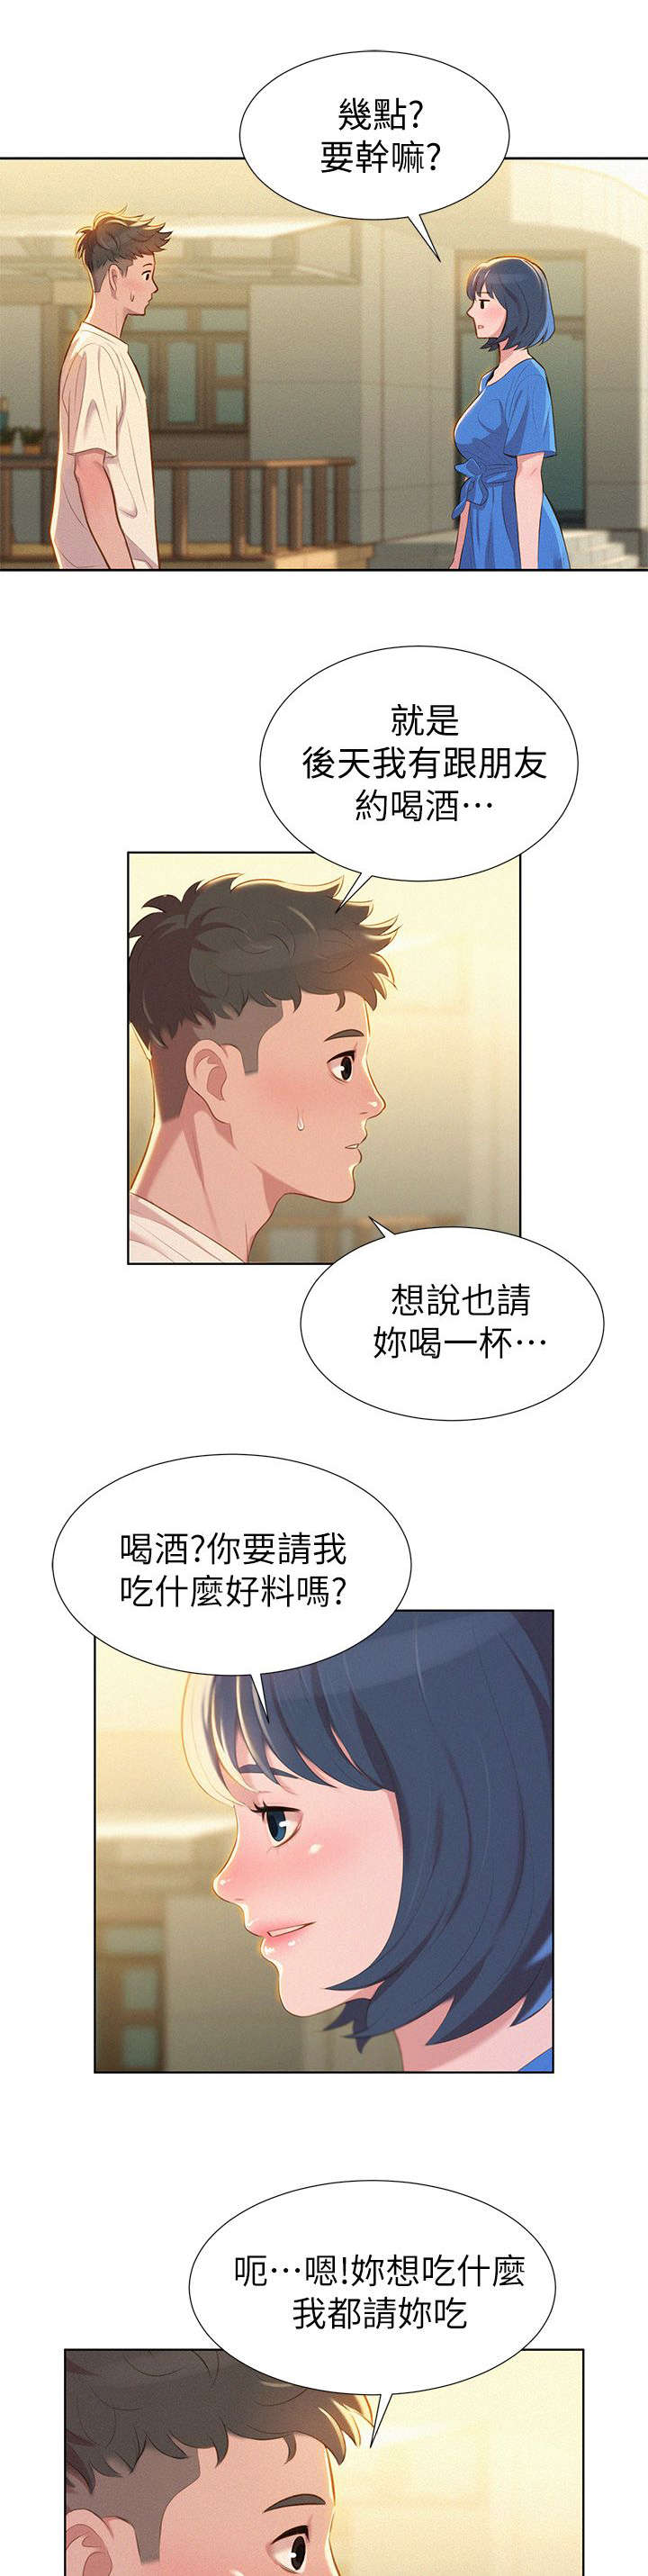 幾點?
要幹嘛?
就是
後天我有跟朋友
約喝酒⋯
想說也請
妳喝一杯⋯
喝酒?你要請我
吃什麼好料嗎?
呃⋯嗯!妳想吃什麼
我都請妳吃